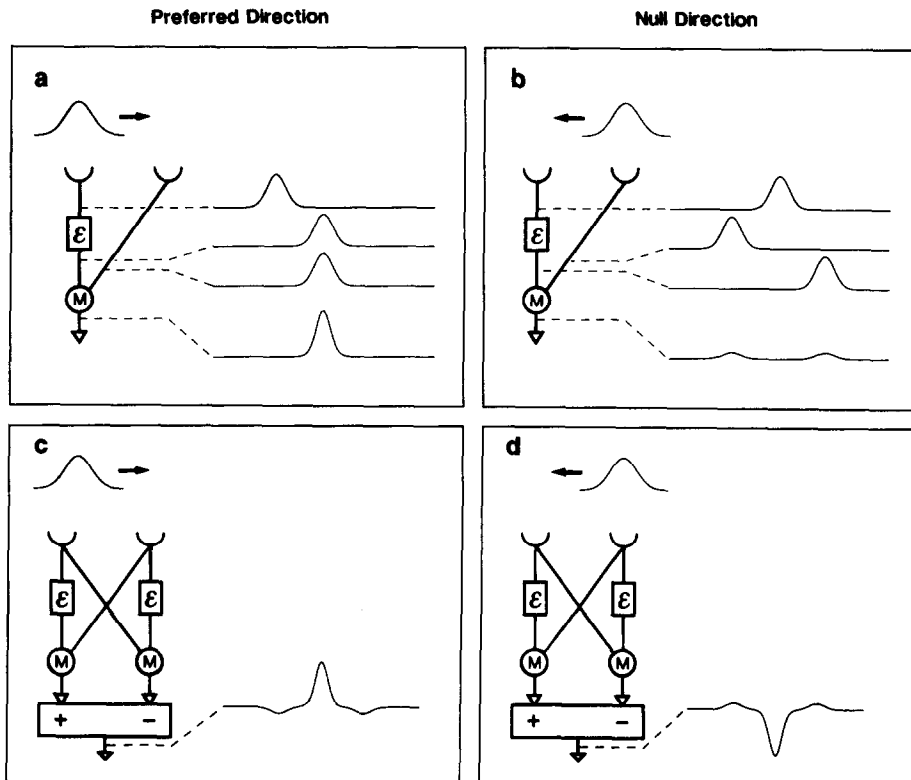 Preferred Direction
Null Direction
a
b
ε
M
ε
M
c
d
ε
ε
M
M
+ −
ε
ε
M
M
+ −